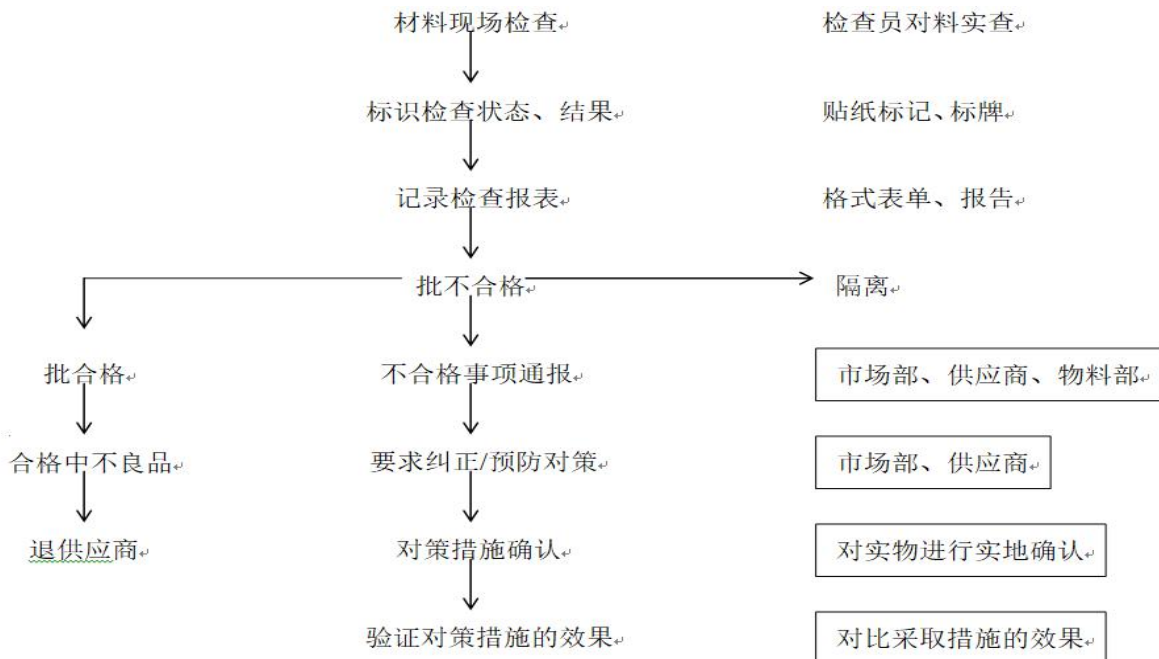 材料现场检查 检查员对料实查
标识检查状态、结果 贴纸标记、标牌
记录检查报表 格式表单、报告
批不合格 隔离
批合格 不合格事项通报 市场部、供应商、物料部
合格中不良品 要求纠正/预防对策 市场部、供应商
退供应商 对策措施确认 对实物进行实地确认
验证对策措施的效果 对比采取措施的效果